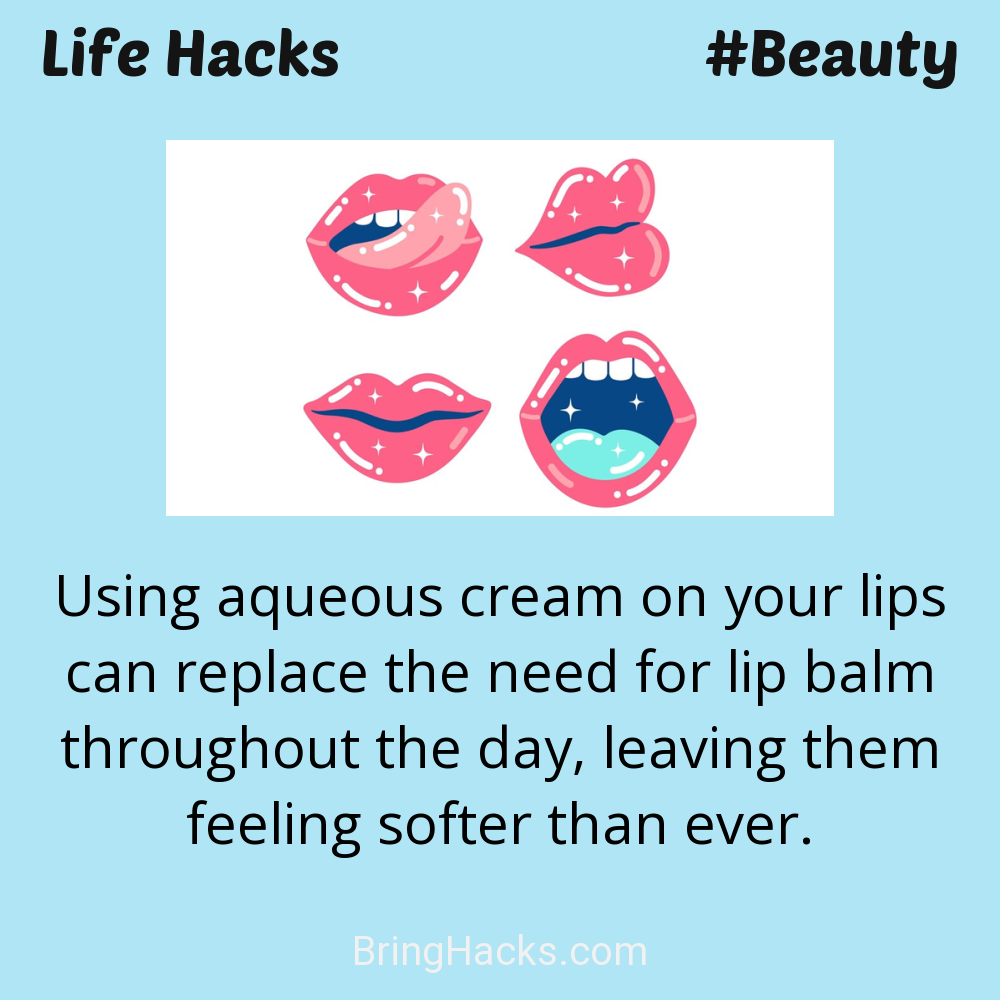 Life Hacks
#Beauty
Using aqueous cream on your lips
can replace the need for lip balm
throughout the day, leaving them
feeling softer than ever.
BringHacks.com